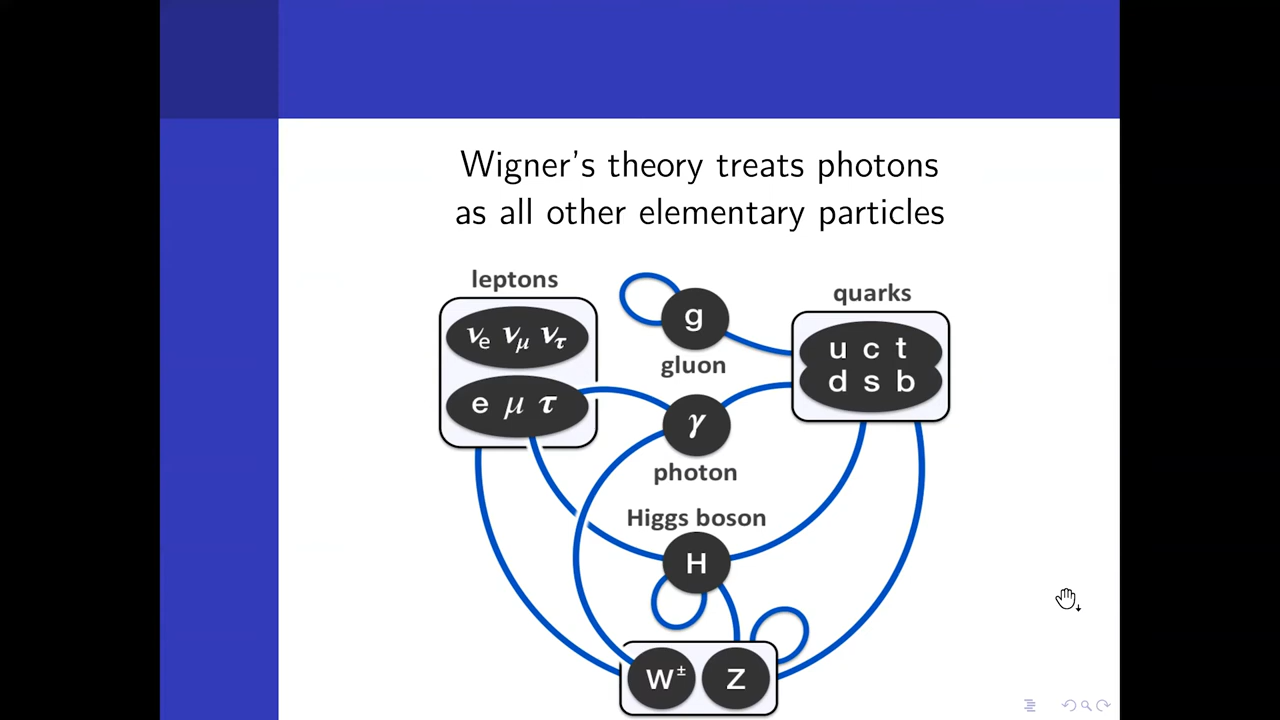 Wigner's theory treats photons
as all other elementary particles
leptons
νe νμ ντ
e μ τ
g
gluon
quarks
u c t
d s b
γ
photon
Higgs boson
H
W±
Z